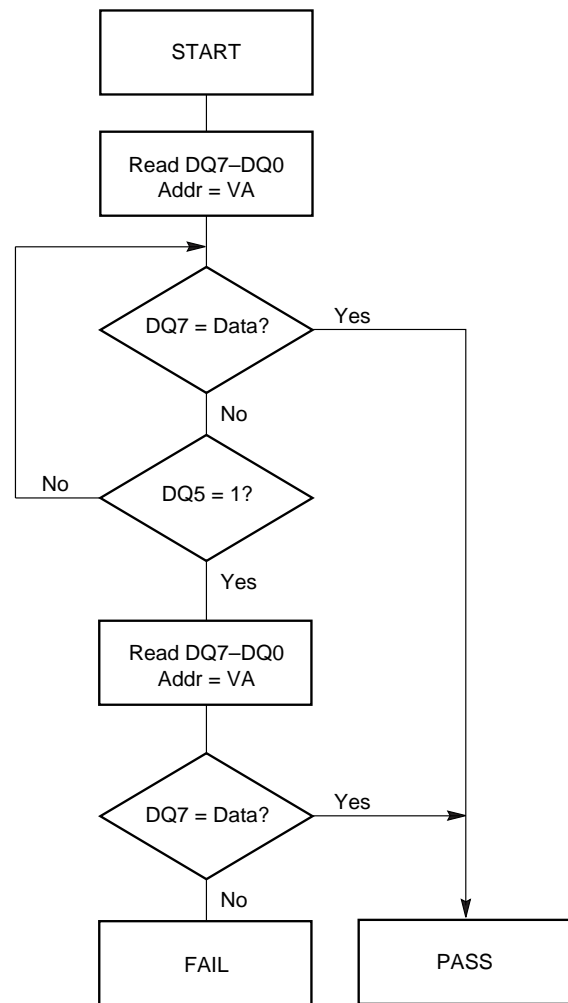 START
Read DQ7–DQ0
Addr = VA
DQ7 = Data?
Yes
No
No
DQ5 = 1?
Yes
Read DQ7–DQ0
Addr = VA
DQ7 = Data?
Yes
No
FAIL
PASS